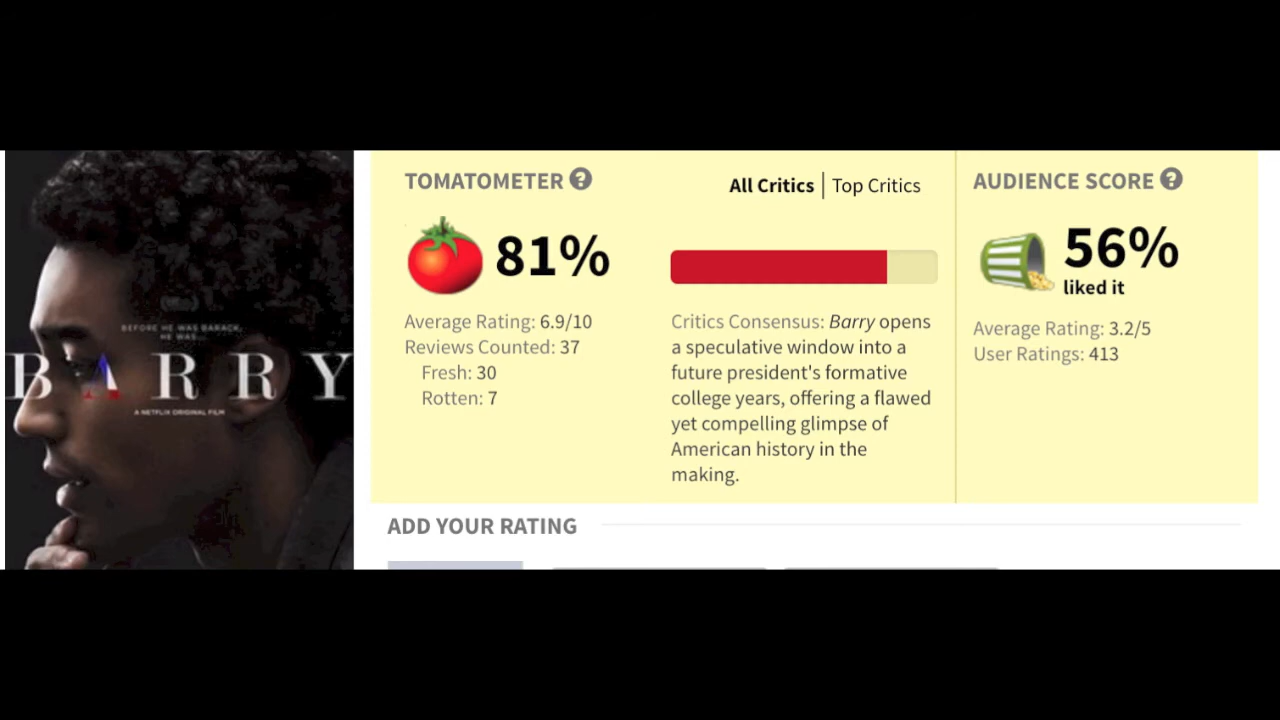 BEFORE HE WAS BARACK,
HE WAS...
BARRY
A NETFLIX ORIGINAL FILM
TOMATOMETER ?
All Critics | Top Critics
81%
Average Rating: 6.9/10
Reviews Counted: 37
Fresh: 30
Rotten: 7
Critics Consensus: Barry opens
a speculative window into a
future president's formative
college years, offering a flawed
yet compelling glimpse of
American history in the
making.
AUDIENCE SCORE ?
56%
liked it
Average Rating: 3.2/5
User Ratings: 413
ADD YOUR RATING